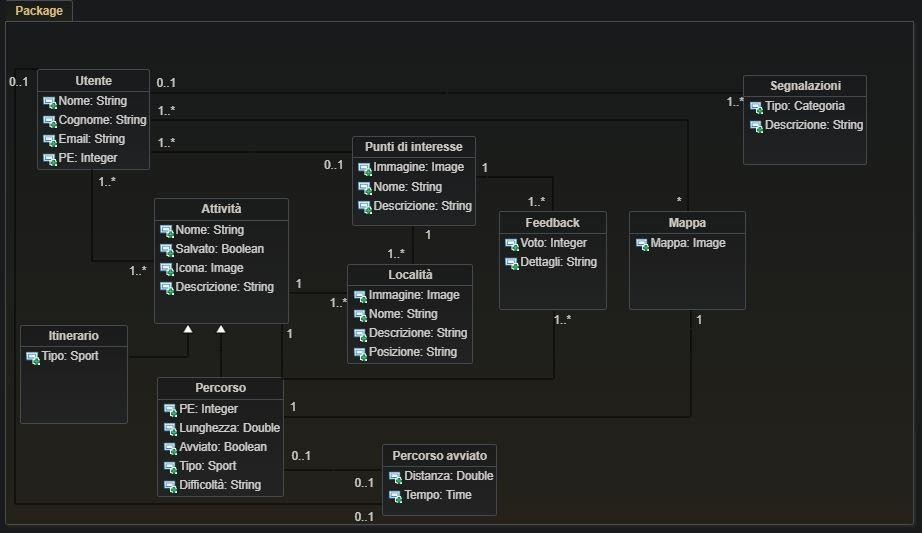 Package
0..1
Utente
Nome: String
Cognome: String
Email: String
PE: Integer
0..1
1..*
1..*
1..*
Segnalazioni
Tipo: Categoria
Descrizione: String
1..*
Punti di interesse
Immagine: Image
Nome: String
Descrizione: String
0..1
1
1..*
1
1..*
Attività
Nome: String
Salvato: Boolean
Icona: Image
Descrizione: String
1..*
1
1..*
1
Località
Immagine: Image
Nome: String
Descrizione: String
Posizione: String
Feedback
Voto: Integer
Dettagli: String
1..*
*
Mappa
Mappa: Image
1
Itinerario
Tipo: Sport
Percorso
PE: Integer
Lunghezza: Double
Avviato: Boolean
Tipo: Sport
Difficoltà: String
1
0..1
Percorso avviato
Distanza: Double
Tempo: Time
0..1
0..1